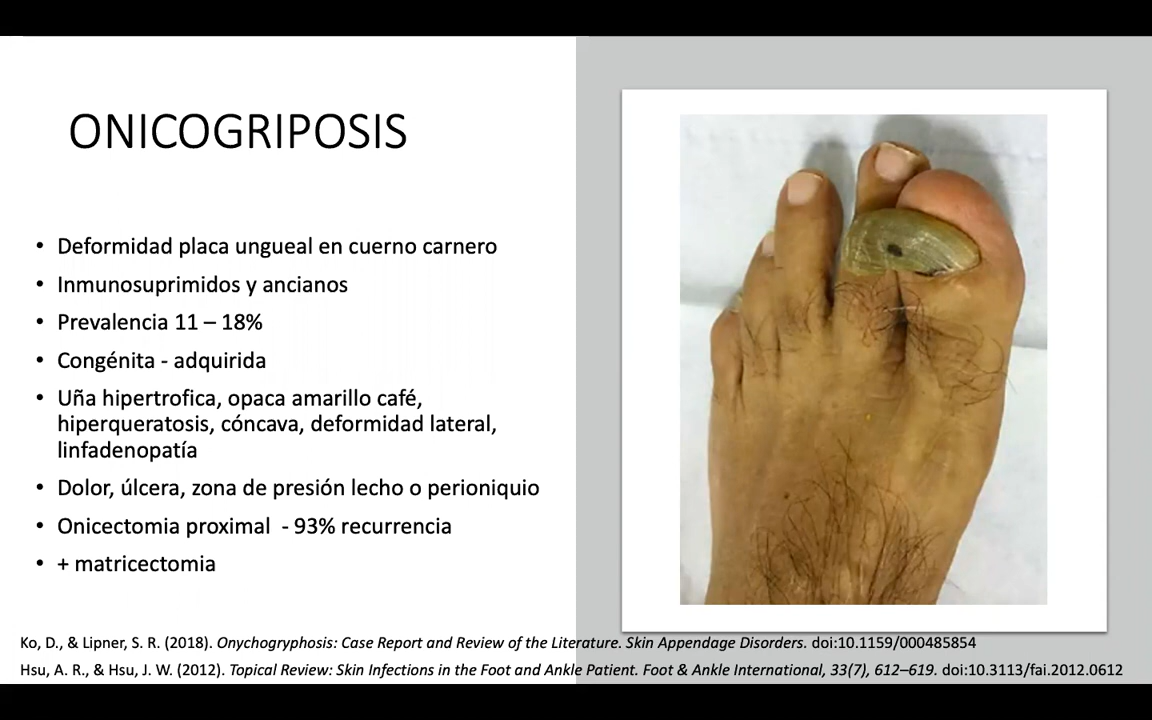 ONICOGRIPOSIS
• Deformidad placa ungueal en cuerno carnero
• Inmunosuprimidos y ancianos
• Prevalencia 11 – 18%
• Congénita - adquirida
• Uña hipertrofica, opaca amarillo café,
hiperqueratosis, cóncava, deformidad lateral,
linfadenopatía
• Dolor, úlcera, zona de presión lecho o perioniquio
• Onicectomia proximal - 93% recurrencia
• + matricectomia
Ko, D., & Lipner, S. R. (2018). Onychogryphosis: Case Report and Review of the Literature. Skin Appendage Disorders. doi:10.1159/000485854
Hsu, A. R., & Hsu, J. W. (2012). Topical Review: Skin Infections in the Foot and Ankle Patient. Foot & Ankle International, 33(7), 612–619. doi:10.3113/fai.2012.0612